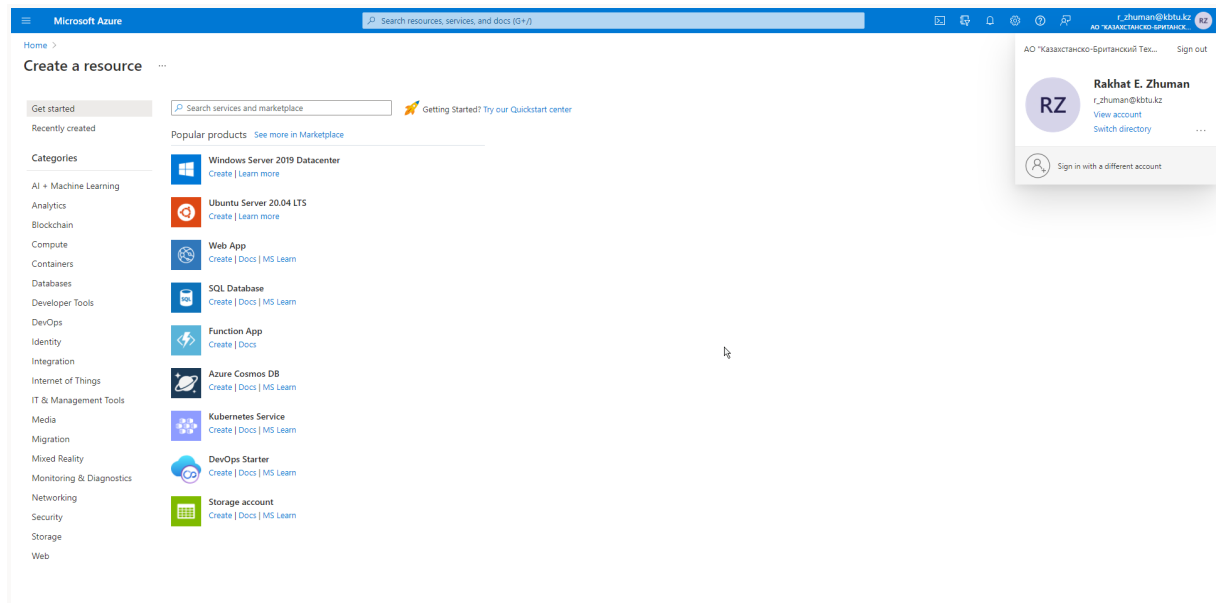 Microsoft Azure
Search resources, services, and docs (G+/)
r_zhuman@kbtu.kz
АО "КАЗАХСТАНСКО-БРИТАНСК...
RZ
Home >
Create a resource ...
АО "Казахстанско-Британский Тех...
Sign out
RZ
Rakhat E. Zhuman
r_zhuman@kbtu.kz
View account
Switch directory
...
Sign in with a different account
Get started
Recently created
Categories
AI + Machine Learning
Analytics
Blockchain
Compute
Containers
Databases
Developer Tools
DevOps
Identity
Integration
Internet of Things
IT & Management Tools
Media
Migration
Mixed Reality
Monitoring & Diagnostics
Networking
Security
Storage
Web
Search services and marketplace
Getting Started? Try our Quickstart center
Popular products See more in Marketplace
Windows Server 2019 Datacenter
Create | Learn more
Ubuntu Server 20.04 LTS
Create | Learn more
Web App
Create | Docs | MS Learn
SQL Database
SQL
Create | Docs | MS Learn
Function App
Create | Docs
Azure Cosmos DB
Create | Docs | MS Learn
Kubernetes Service
Create | Docs | MS Learn
DevOps Starter
Create | Docs | MS Learn
Storage account
Create | Docs | MS Learn